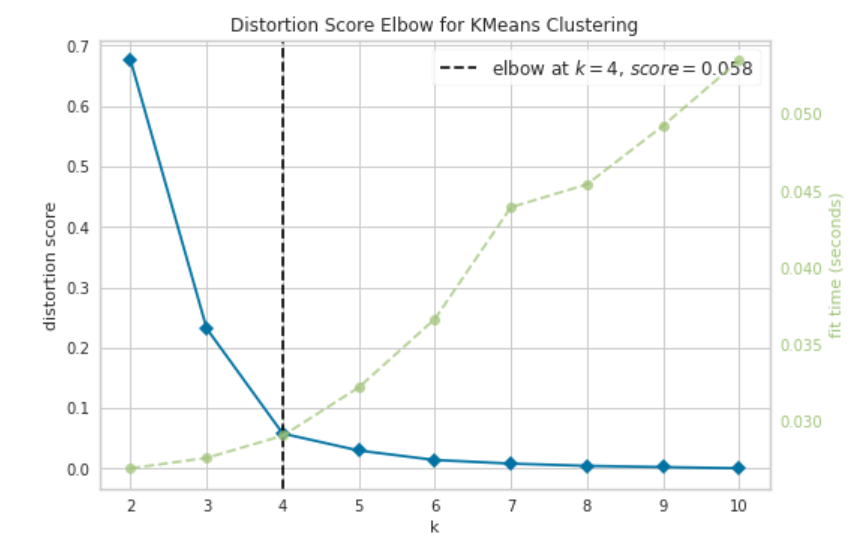 Distortion Score Elbow for KMeans Clustering
elbow at k = 4, score = 0.058
distortion score
0.7
0.6
0.5
0.4
0.3
0.2
0.1
0.0
2 3 4 5 6 7 8 9 10
k
0.050
0.045
0.040
0.035
0.030
fit time (seconds)